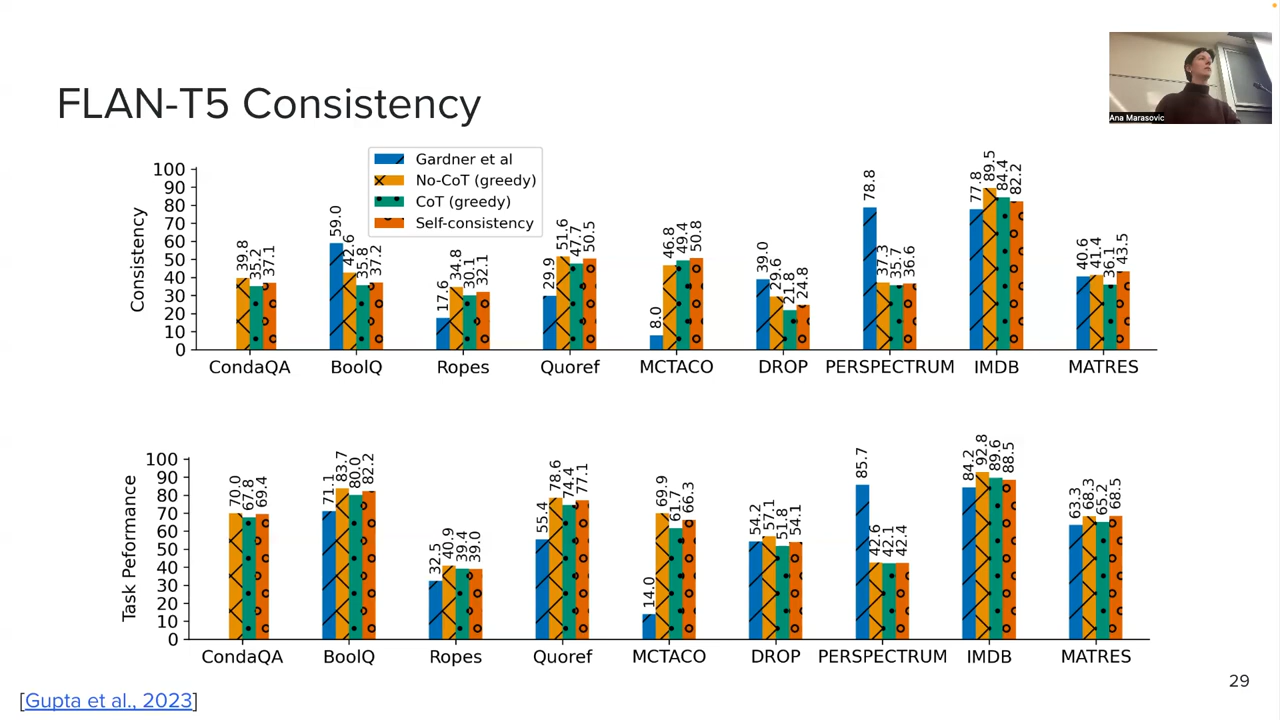 Ana Marasovic
FLAN-T5 Consistency
Gardner et al
No-CoT (greedy)
CoT (greedy)
Self-consistency
Consistency
100
90
80
70
60
50
40
30
20
10
0
39.8 35.2 37.1
59.0 42.6 35.8 37.2
17.6 34.8 30.1 32.1
29.9 51.6 47.7 50.5
8.0 46.8 49.4 50.8
39.0 29.6 21.8 24.8
78.8 37.3 35.7 36.6
77.8 89.5 84.4 82.2
40.6 41.4 36.1 43.5
CondaQA BoolQ Ropes Quoref MCTACO DROP PERSPECTRUM IMDB MATRES
Task Peformance
100
90
80
70
60
50
40
30
20
10
0
70.0 67.8 69.4
71.1 83.7 80.0 82.2
32.5 40.9 39.4 39.0
55.4 78.6 74.4 77.1
14.0 69.9 61.7 66.3
54.2 57.1 51.8 54.1
85.7 42.6 42.1 42.4
84.2 92.8 89.6 88.5
63.3 68.3 65.2 68.5
CondaQA BoolQ Ropes Quoref MCTACO DROP PERSPECTRUM IMDB MATRES
[Gupta et al., 2023]
29